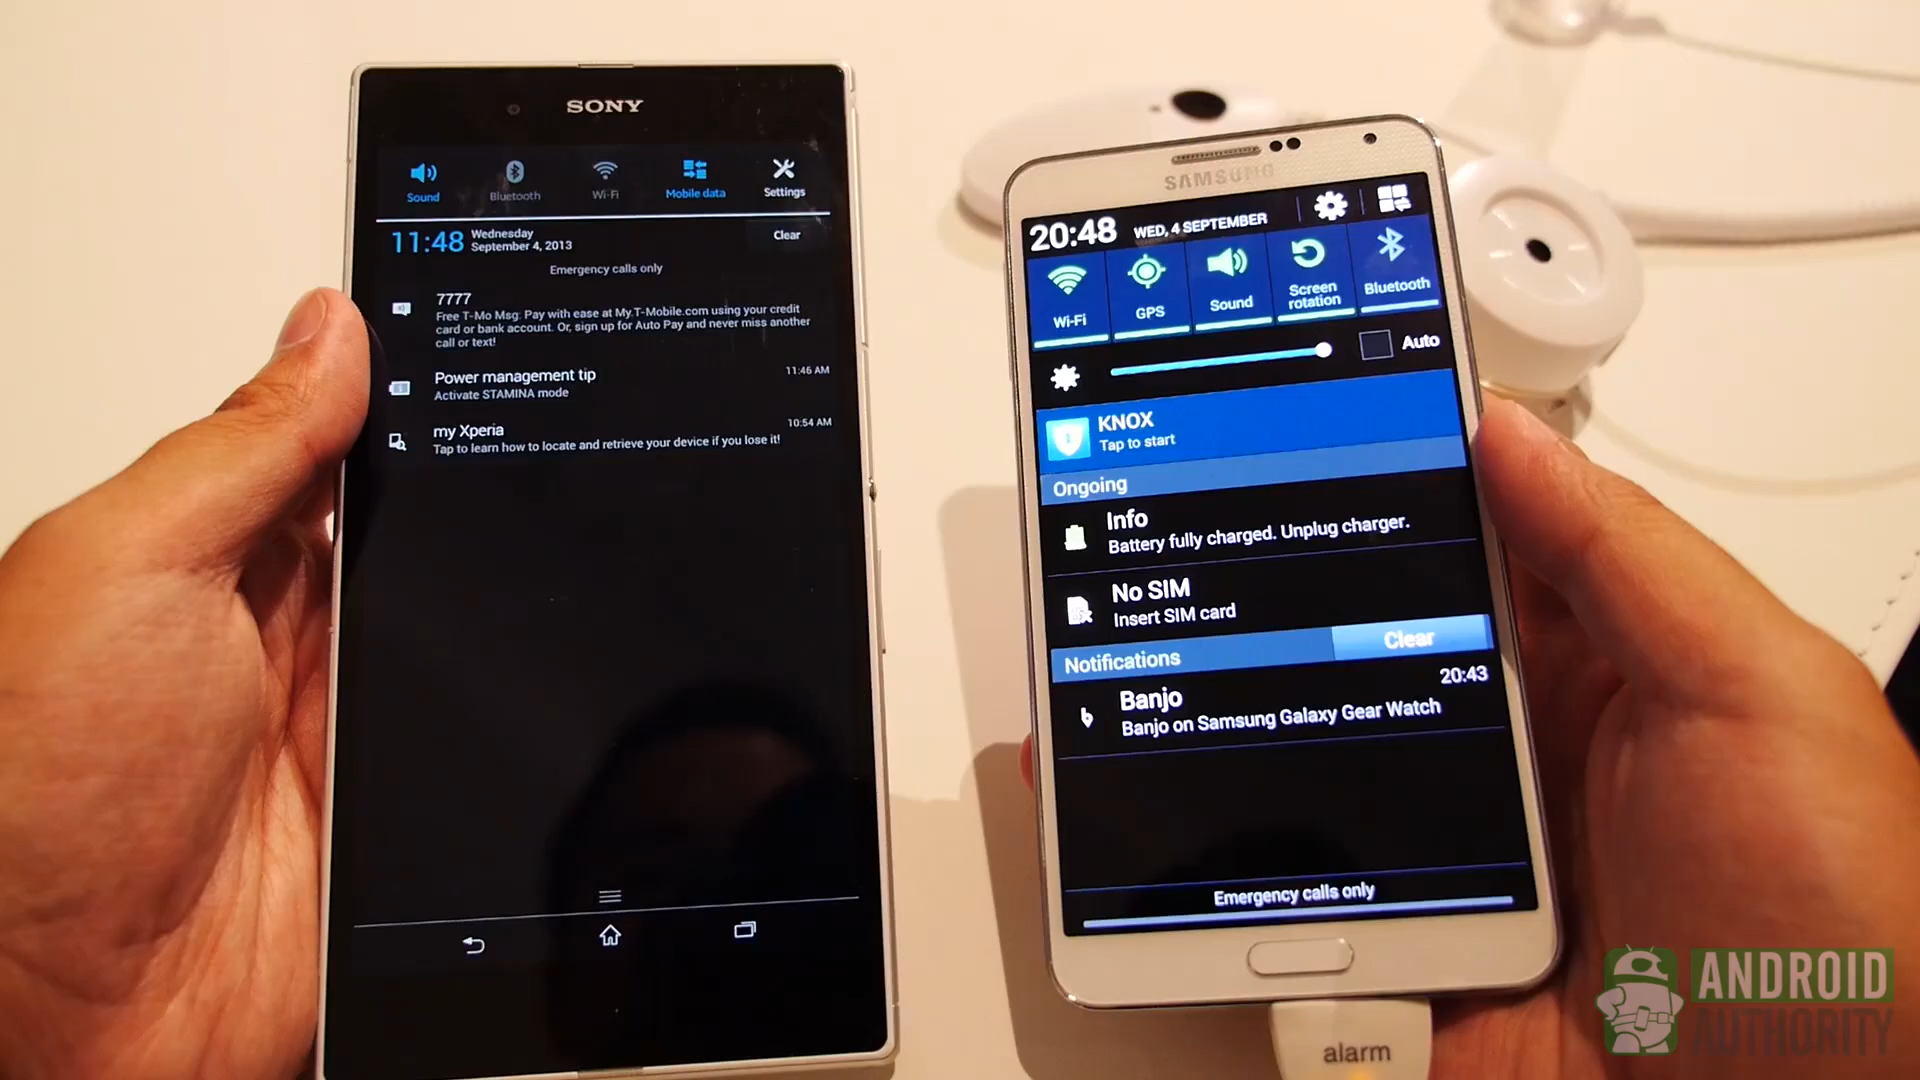 SONY
Sound
Bluetooth
Wi-Fi
Mobile data
Settings
11:48
Wednesday
September 4, 2013
Clear
Emergency calls only
7777
Free T-Mo Msg: Pay with ease at My.T-Mobile.com using your credit
card or bank account. Or, sign up for Auto Pay and never miss another
call or text!
Power management tip
11:46 AM
Activate STAMINA mode
my Xperia
10:54 AM
Tap to learn how to locate and retrieve your device if you lose it!
SAMSUNG
20:48 WED, 4 SEPTEMBER
Wi-Fi
GPS
Sound
Screen
rotation
Bluetooth
Auto
KNOX
Tap to start
Ongoing
Info
Battery fully charged. Unplug charger.
No SIM
Insert SIM card
Notifications
Clear
Banjo
20:43
Banjo on Samsung Galaxy Gear Watch
Emergency calls only
alarm
ANDROID
AUTHORITY